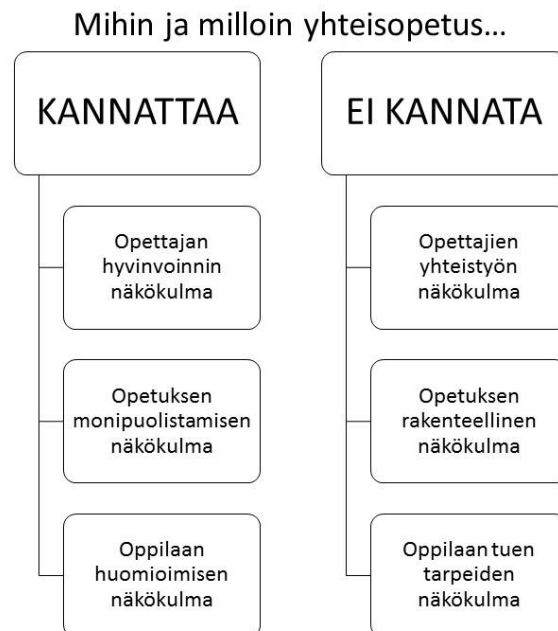 Mihin ja milloin yhteisopetus…
KANNATTAA
Opettajan
hyvinvoinnin
näkökulma
Opetuksen
monipuolistamisen
näkökulma
Oppilaan
huomioimisen
näkökulma
EI KANNATA
Opettajien
yhteistyön
näkökulma
Opetuksen
rakenteellinen
näkökulma
Oppilaan tuen
tarpeiden
näkökulma